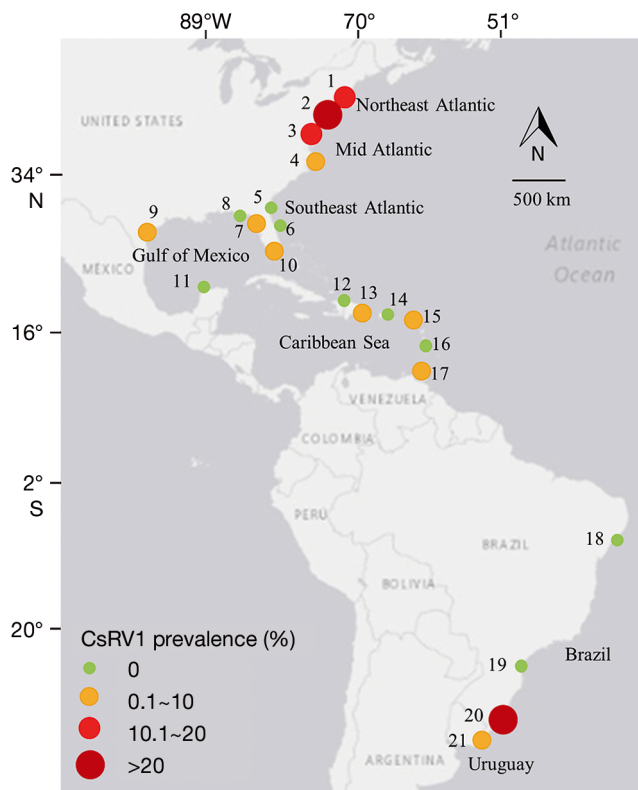 89°W 70° 51°
1
2 Northeast Atlantic
3
Mid Atlantic
4
UNITED STATES
N
500 km
34°
N
5
8 Southeast Atlantic
9
7 6
Gulf of Mexico
10
Atlantic
Ocean
MÉXICO
11
12 13 14
15
16°
Caribbean Sea
16
17
VENEZUELA
COLOMBIA
2°
S
PERU
18
BRAZIL
BOLIVIA
20°
CsRV1 prevalence (%)
0
0.1~10
10.1~20
>20
19
Brazil
20
21
Uruguay
ARGENTINA